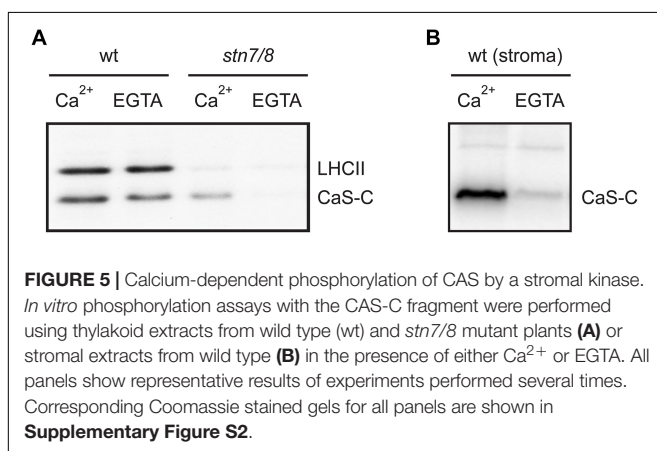 A
B
wt
stn7/8
wt (stroma)
Ca2+ EGTA Ca2+ EGTA
Ca2+ EGTA
LHCII
CaS-C
CaS-C
FIGURE 5 | Calcium-dependent phosphorylation of CAS by a stromal kinase.
In vitro phosphorylation assays with the CAS-C fragment were performed
using thylakoid extracts from wild type (wt) and stn7/8 mutant plants (A) or
stromal extracts from wild type (B) in the presence of either Ca2+ or EGTA. All
panels show representative results of experiments performed several times.
Corresponding Coomassie stained gels for all panels are shown in
Supplementary Figure S2.